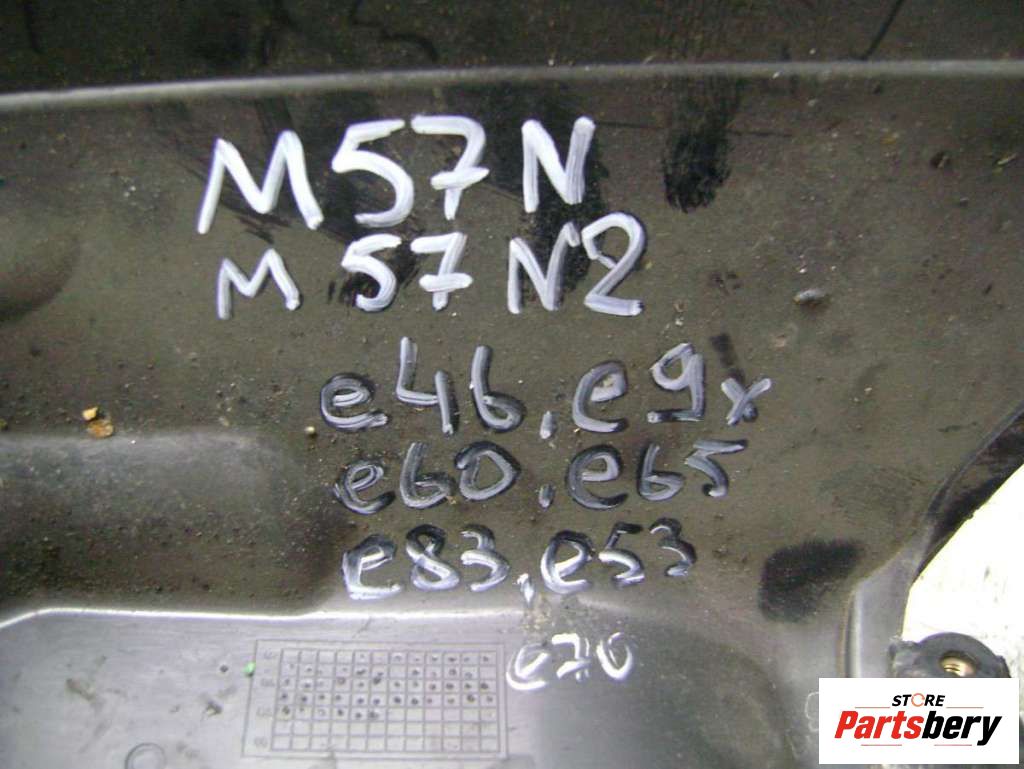 M57N
M57N2
e46, e9x
e60, e65
e83, e53
e70
STORE
Partsbery